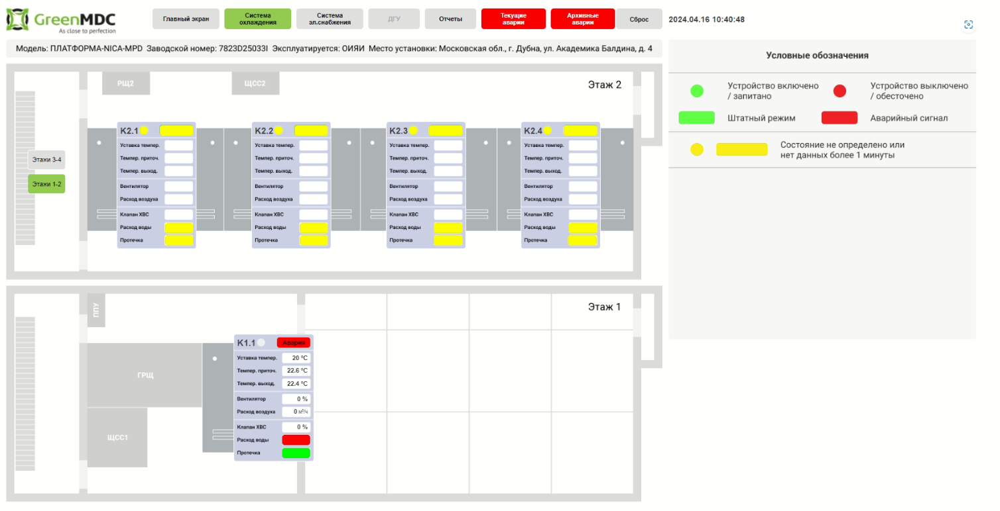 GreenMDC
As close to perfection
Главный экран
Система
охлаждения
Система
эл.снабжения
ДГУ
Отчеты
Текущие
аварии
Архивные
аварии
Сброс
2024.04.16 10:40:48
Модель: ПЛАТФОРМА-NICA-MPD Заводской номер: 7823D25033I Эксплуатируется: ОИЯИ Место установки: Московская обл., г. Дубна, ул. Академика Балдина, д. 4
Условные обозначения
Устройство включено
/ запитано
Устройство выключено
/ обесточено
Штатный режим
Аварийный сигнал
Состояние не определено или
нет данных более 1 минуты
РЩ2
ЩСС2
Этаж 2
Этажи 3-4
Этажи 1-2
К2.1
Уставка темпер.
Темпер. приточ.
Темпер. выход.
Вентилятор
Расход воздуха
Клапан ХВС
Расход воды
Протечка
К2.2
Уставка темпер.
Темпер. приточ.
Темпер. выход.
Вентилятор
Расход воздуха
Клапан ХВС
Расход воды
Протечка
К2.3
Уставка темпер.
Темпер. приточ.
Темпер. выход.
Вентилятор
Расход воздуха
Клапан ХВС
Расход воды
Протечка
К2.4
Уставка темпер.
Темпер. приточ.
Темпер. выход.
Вентилятор
Расход воздуха
Клапан ХВС
Расход воды
Протечка
ППУ
Этаж 1
ГРЩ
ЩСС1
К1.1 Авария
Уставка темпер. 20 °C
Темпер. приточ. 22.6 °C
Темпер. выход. 22.4 °C
Вентилятор 0 %
Расход воздуха 0 м³/ч
Клапан ХВС 0 %
Расход воды
Протечка